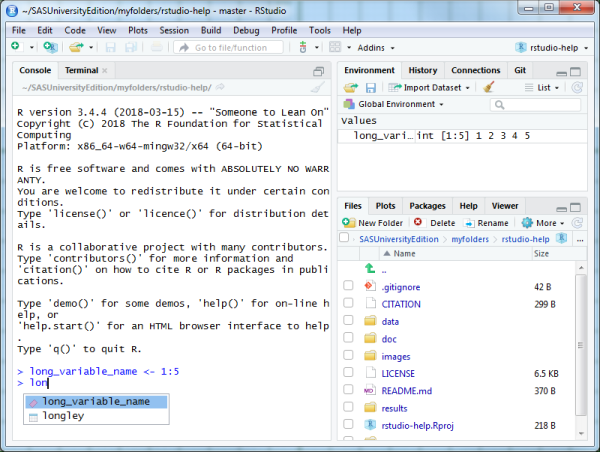 ~/SASUniversityEdition/myfolders/rstudio-help - master - RStudio
File Edit Code View Plots Session Build Debug Profile Tools Help
Go to file/function Addins rstudio-help
Console Terminal
~/SASUniversityEdition/myfolders/rstudio-help/
R version 3.4.4 (2018-03-15) -- "Someone to Lean On"
Copyright (C) 2018 The R Foundation for Statistical
Computing
Platform: x86_64-w64-mingw32/x64 (64-bit)
R is free software and comes with ABSOLUTELY NO WARR
ANTY.
You are welcome to redistribute it under certain con
ditions.
Type 'license()' or 'licence()' for distribution det
ails.
R is a collaborative project with many contributors.
Type 'contributors()' for more information and
'citation()' on how to cite R or R packages in publi
cations.
Type 'demo()' for some demos, 'help()' for on-line h
elp, or
'help.start()' for an HTML browser interface to help
.
Type 'q()' to quit R.
> long_variable_name <- 1:5
> lon
long_variable_name
longley
Environment History Connections Git
Import Dataset List
Global Environment
Values
long_vari… int [1:5] 1 2 3 4 5
Files Plots Packages Help Viewer
New Folder Delete Rename More
SASUniversityEdition myfolders rstudio-help ...
Name Size
..
.gitignore 42 B
CITATION 299 B
data
doc
images
LICENSE 6.5 KB
README.md 370 B
results
rstudio-help.Rproj 218 B